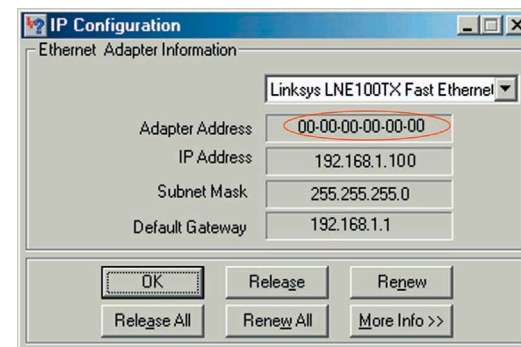 IP Configuration
Ethernet Adapter Information
Linksys LNE100TX Fast Ethernet
Adapter Address 00-00-00-00-00-00
IP Address 192.168.1.100
Subnet Mask 255.255.255.0
Default Gateway 192.168.1.1
OK Release Renew
Release All Renew All More Info >>